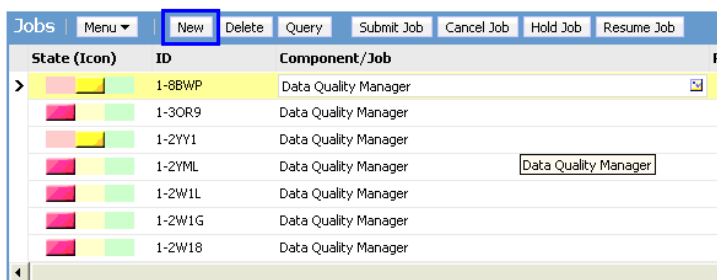 Jobs Menu New Delete Query Submit Job Cancel Job Hold Job Resume Job
State (Icon) ID Component/Job
1-8BWP Data Quality Manager
1-3OR9 Data Quality Manager
1-2YY1 Data Quality Manager
1-2YML Data Quality Manager Data Quality Manager
1-2W1L Data Quality Manager
1-2W1G Data Quality Manager
1-2W18 Data Quality Manager